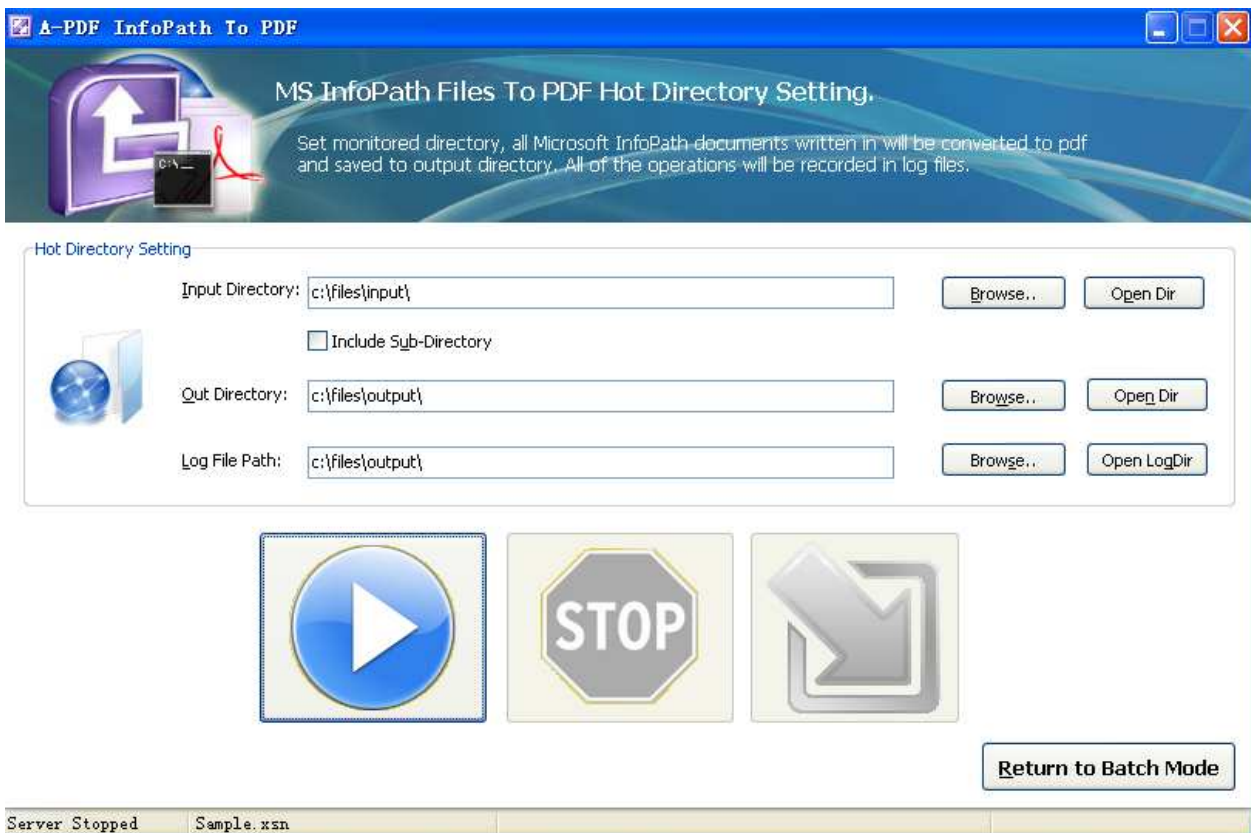 A-PDF InfoPath To PDF
MS InfoPath Files To PDF Hot Directory Setting.
Set monitored directory, all Microsoft InfoPath documents written in will be converted to pdf
and saved to output directory. All of the operations will be recorded in log files.
C:\_
Hot Directory Setting
Input Directory: c:\files\input\ Browse.. Open Dir
Include Sub-Directory
Out Directory: c:\files\output\ Browse.. Open Dir
Log File Path: c:\files\output\ Browse.. Open LogDir
STOP
Return to Batch Mode
Server Stopped Sample.xsn